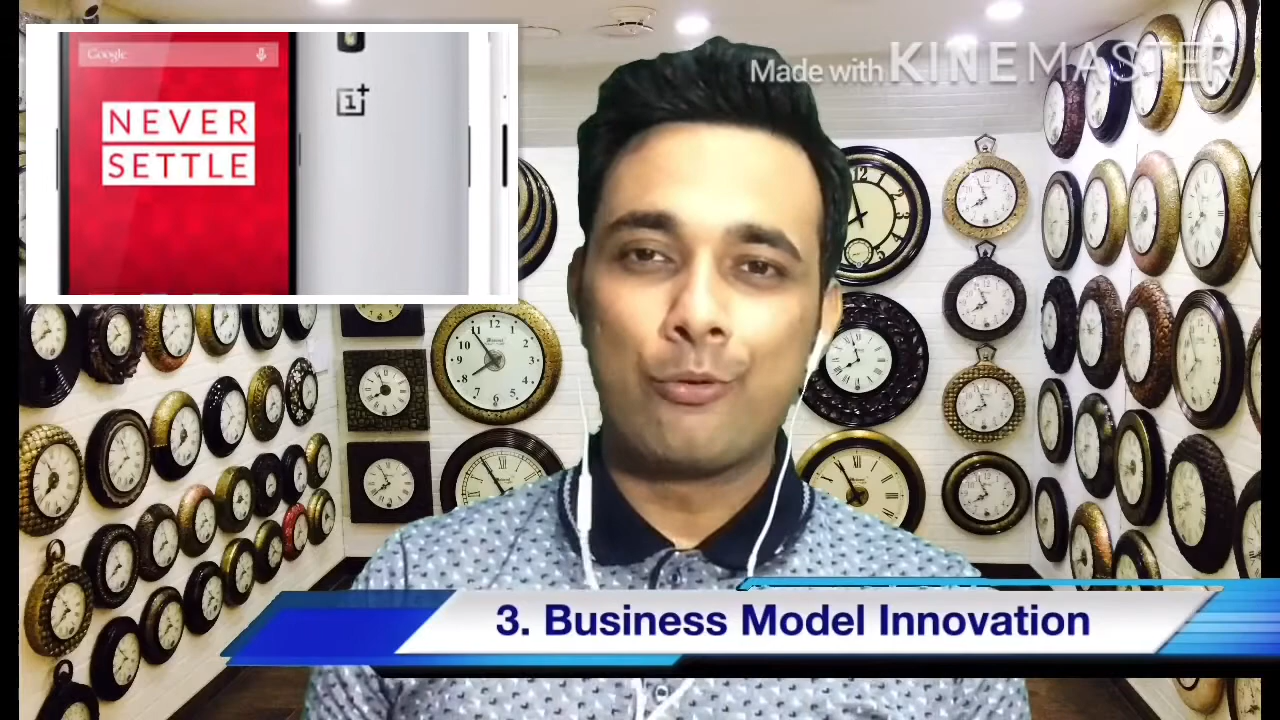 Google
NEVER
SETTLE
1+
Made with KINEMASTER
3. Business Model Innovation